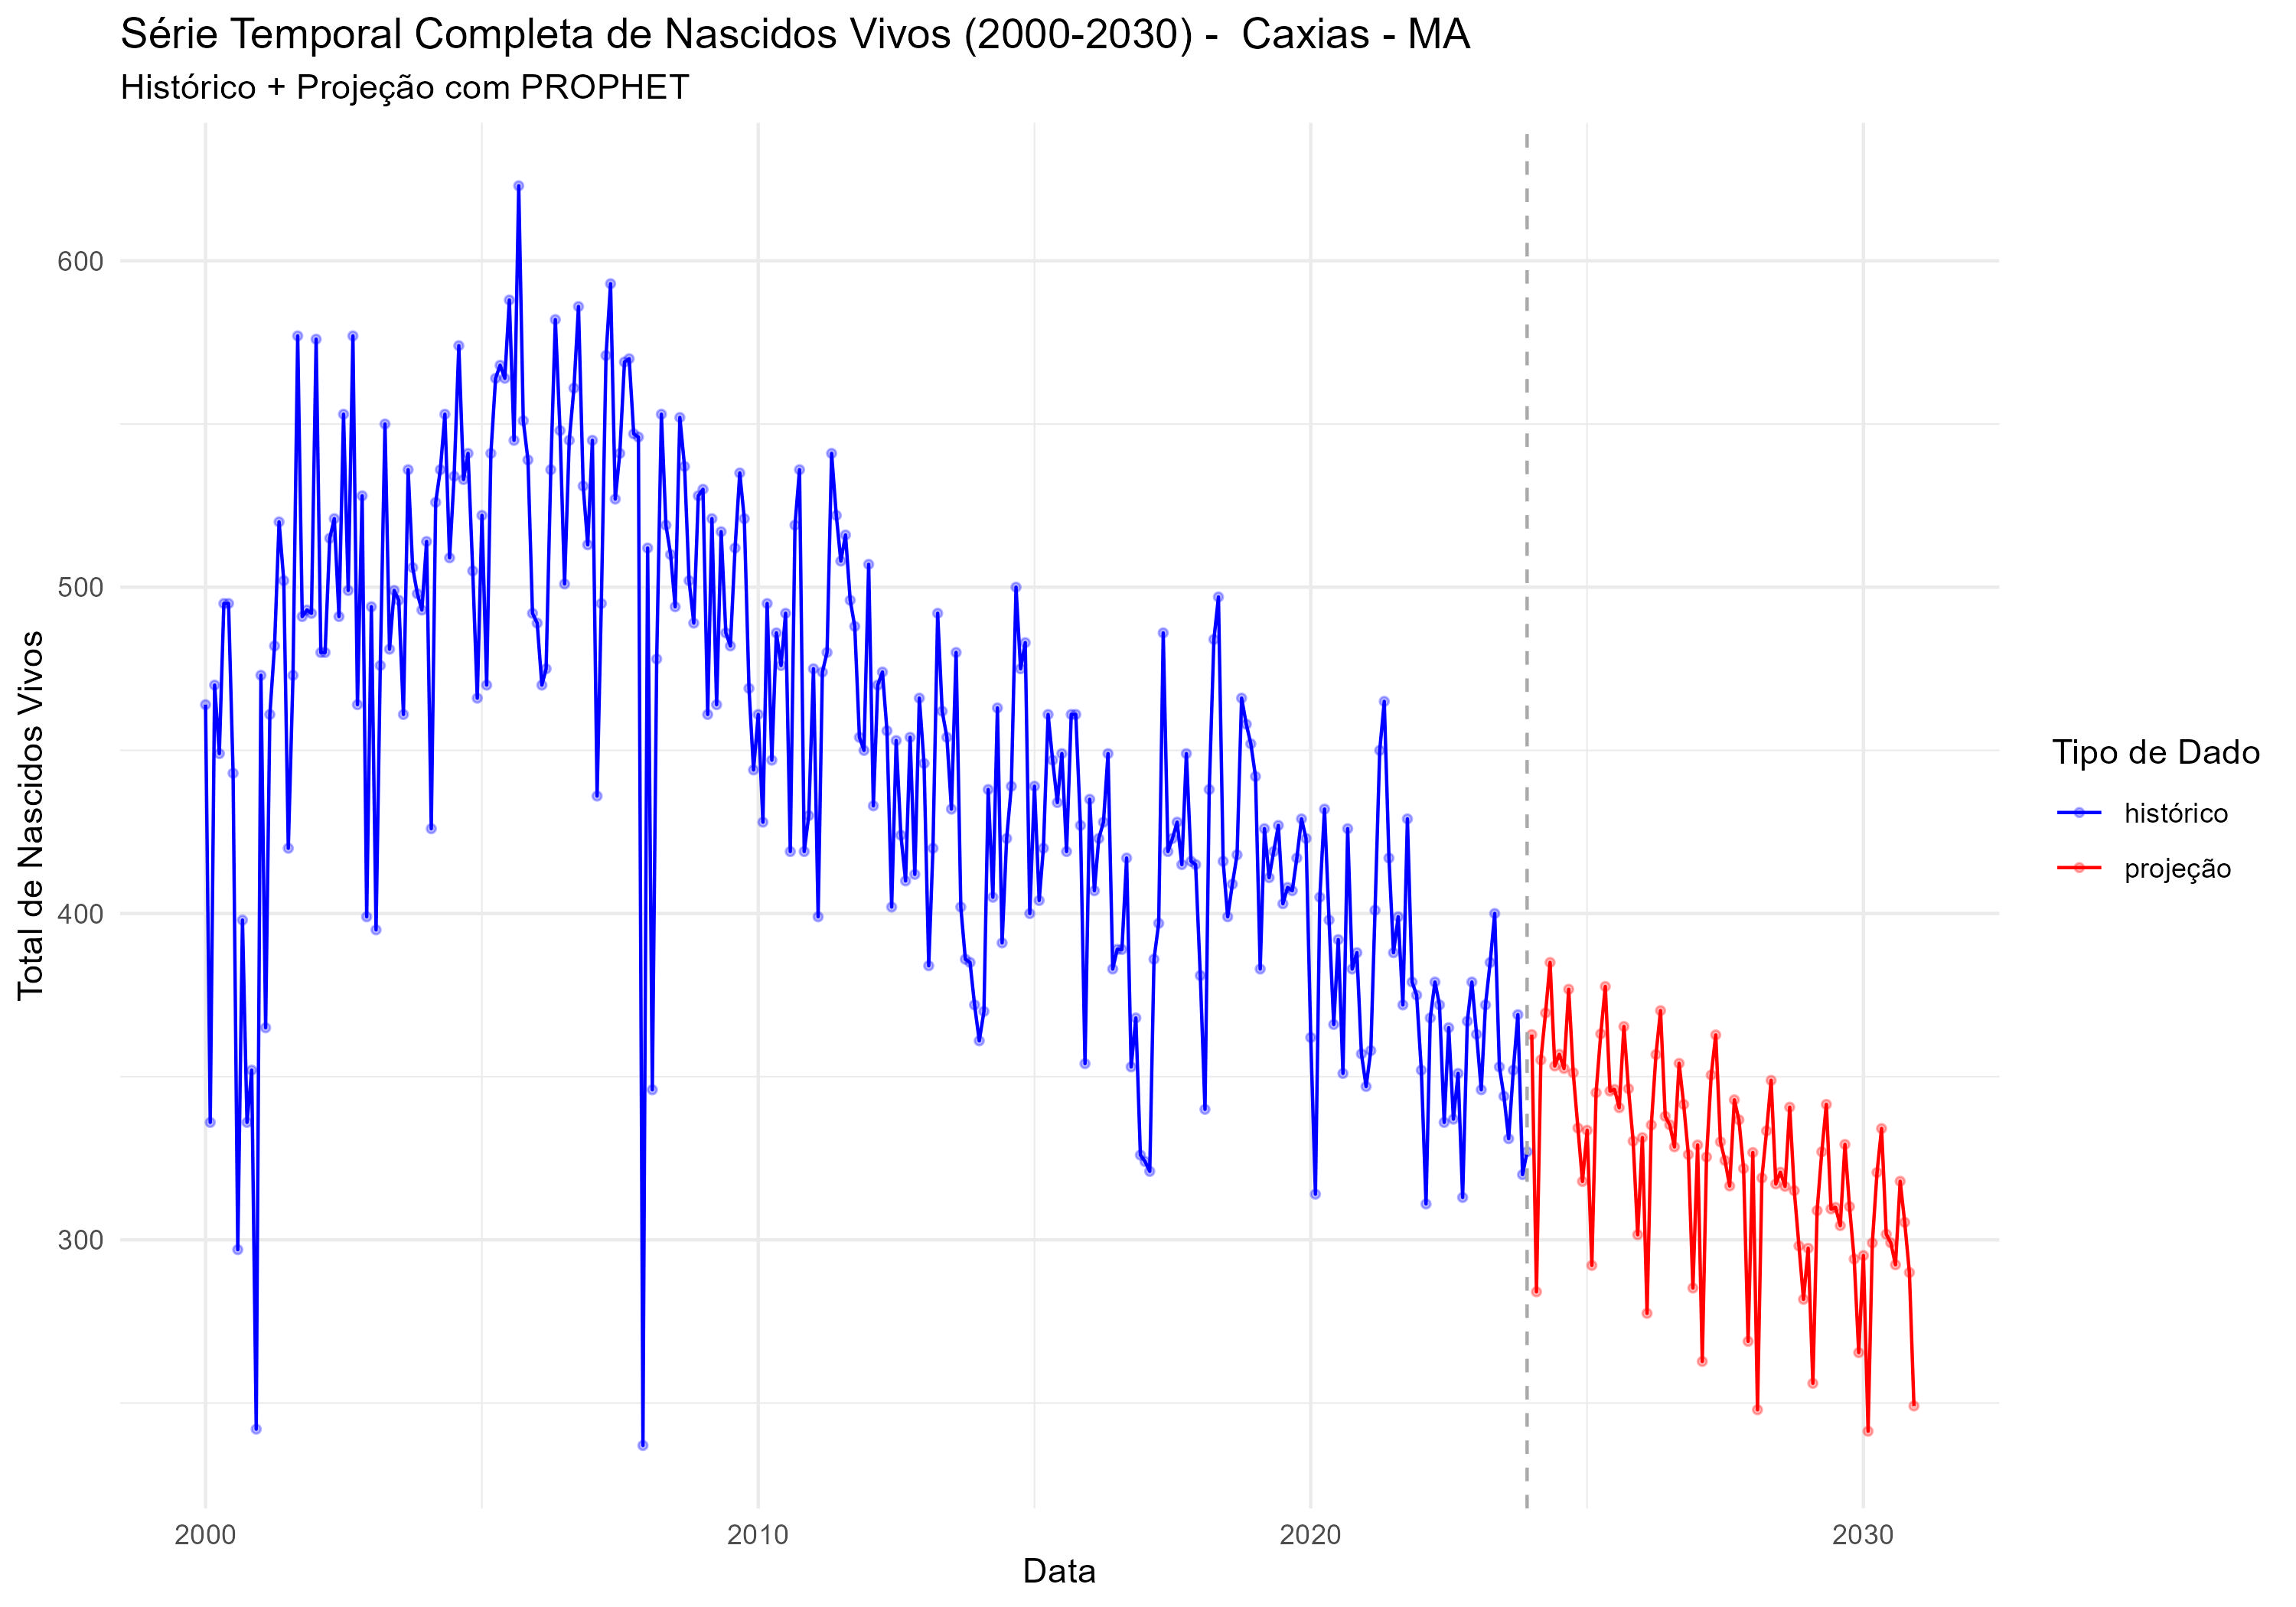 Série Temporal Completa de Nascidos Vivos (2000-2030) -  Caxias - MA
Histórico + Projeção com PROPHET
Total de Nascidos Vivos
600
500
400
300
2000
2010
2020
2030
Data
Tipo de Dado
histórico
projeção